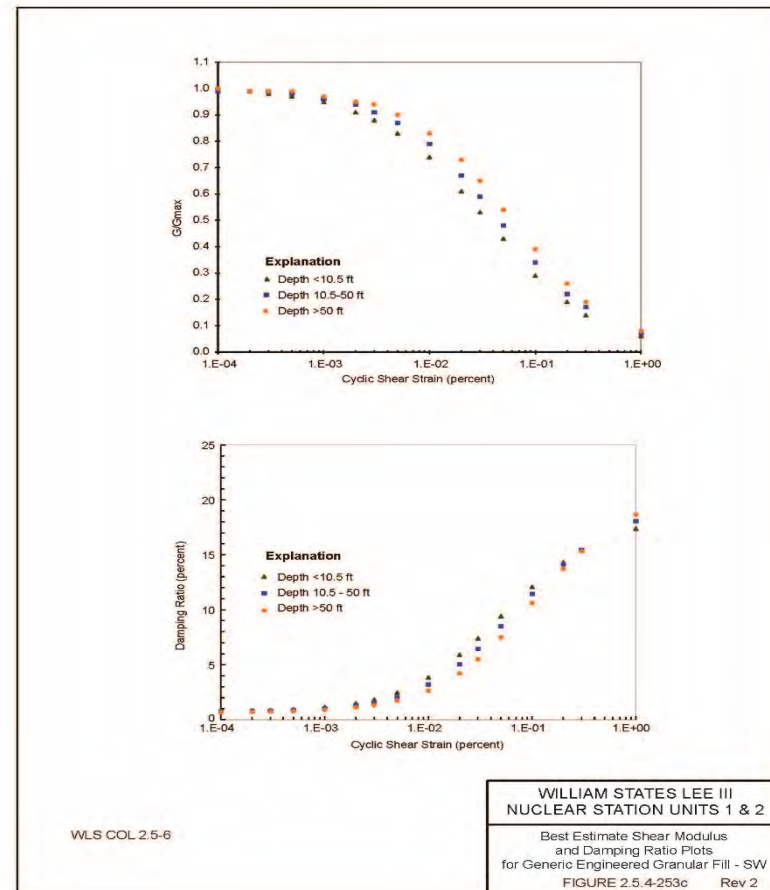 1.1
1.0
0.9
0.8
0.7
0.6
0.5
0.4
0.3
0.2
0.1
0.0
G/Gmax
Explanation
Depth <10.5 ft
Depth 10.5-50 ft
Depth >50 ft
1.E-04 1.E-03 1.E-02 1.E-01 1.E+00
Cyclic Shear Strain (percent)
25
20
15
10
5
0
Damping Ratio (percent)
Explanation
Depth <10.5 ft
Depth 10.5 - 50 ft
Depth >50 ft
1.E-04 1.E-03 1.E-02 1.E-01 1.E+00
Cyclic Shear Strain (percent)
WLS COL 2.5-6
WILLIAM STATES LEE III
NUCLEAR STATION UNITS 1 & 2
Best Estimate Shear Modulus
and Damping Ratio Plots
for Generic Engineered Granular Fill - SW
FIGURE 2.5.4-253c Rev 2